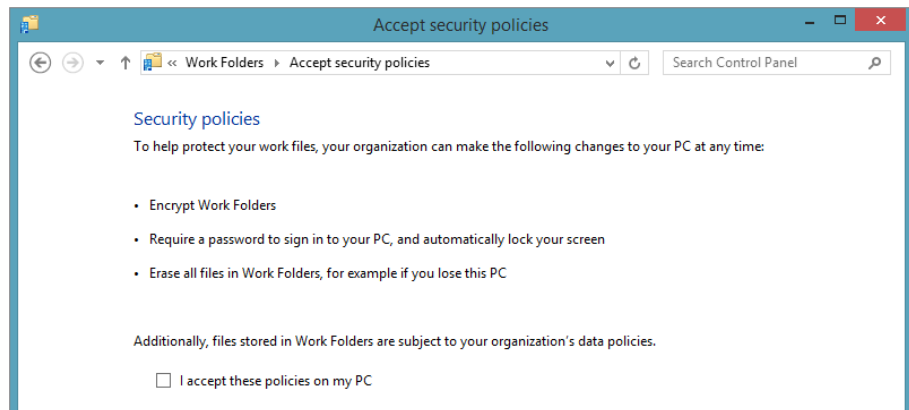 Accept security policies
« Work Folders ▸ Accept security policies
Search Control Panel
Security policies
To help protect your work files, your organization can make the following changes to your PC at any time:
• Encrypt Work Folders
• Require a password to sign in to your PC, and automatically lock your screen
• Erase all files in Work Folders, for example if you lose this PC
Additionally, files stored in Work Folders are subject to your organization's data policies.
I accept these policies on my PC